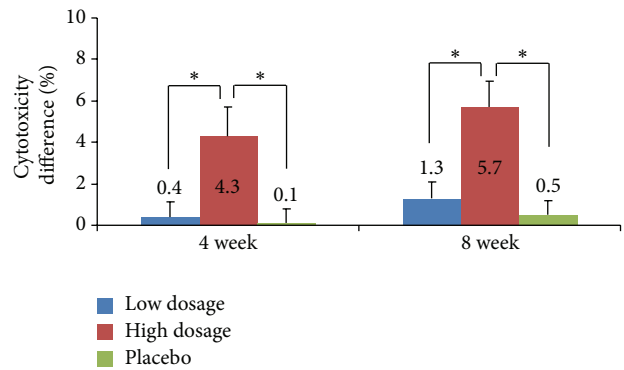 Cytotoxicity
difference (%)
10
8
6
4
2
0
* *
0.4 4.3 0.1
* *
1.3 5.7 0.5
4 week 8 week
Low dosage
High dosage
Placebo